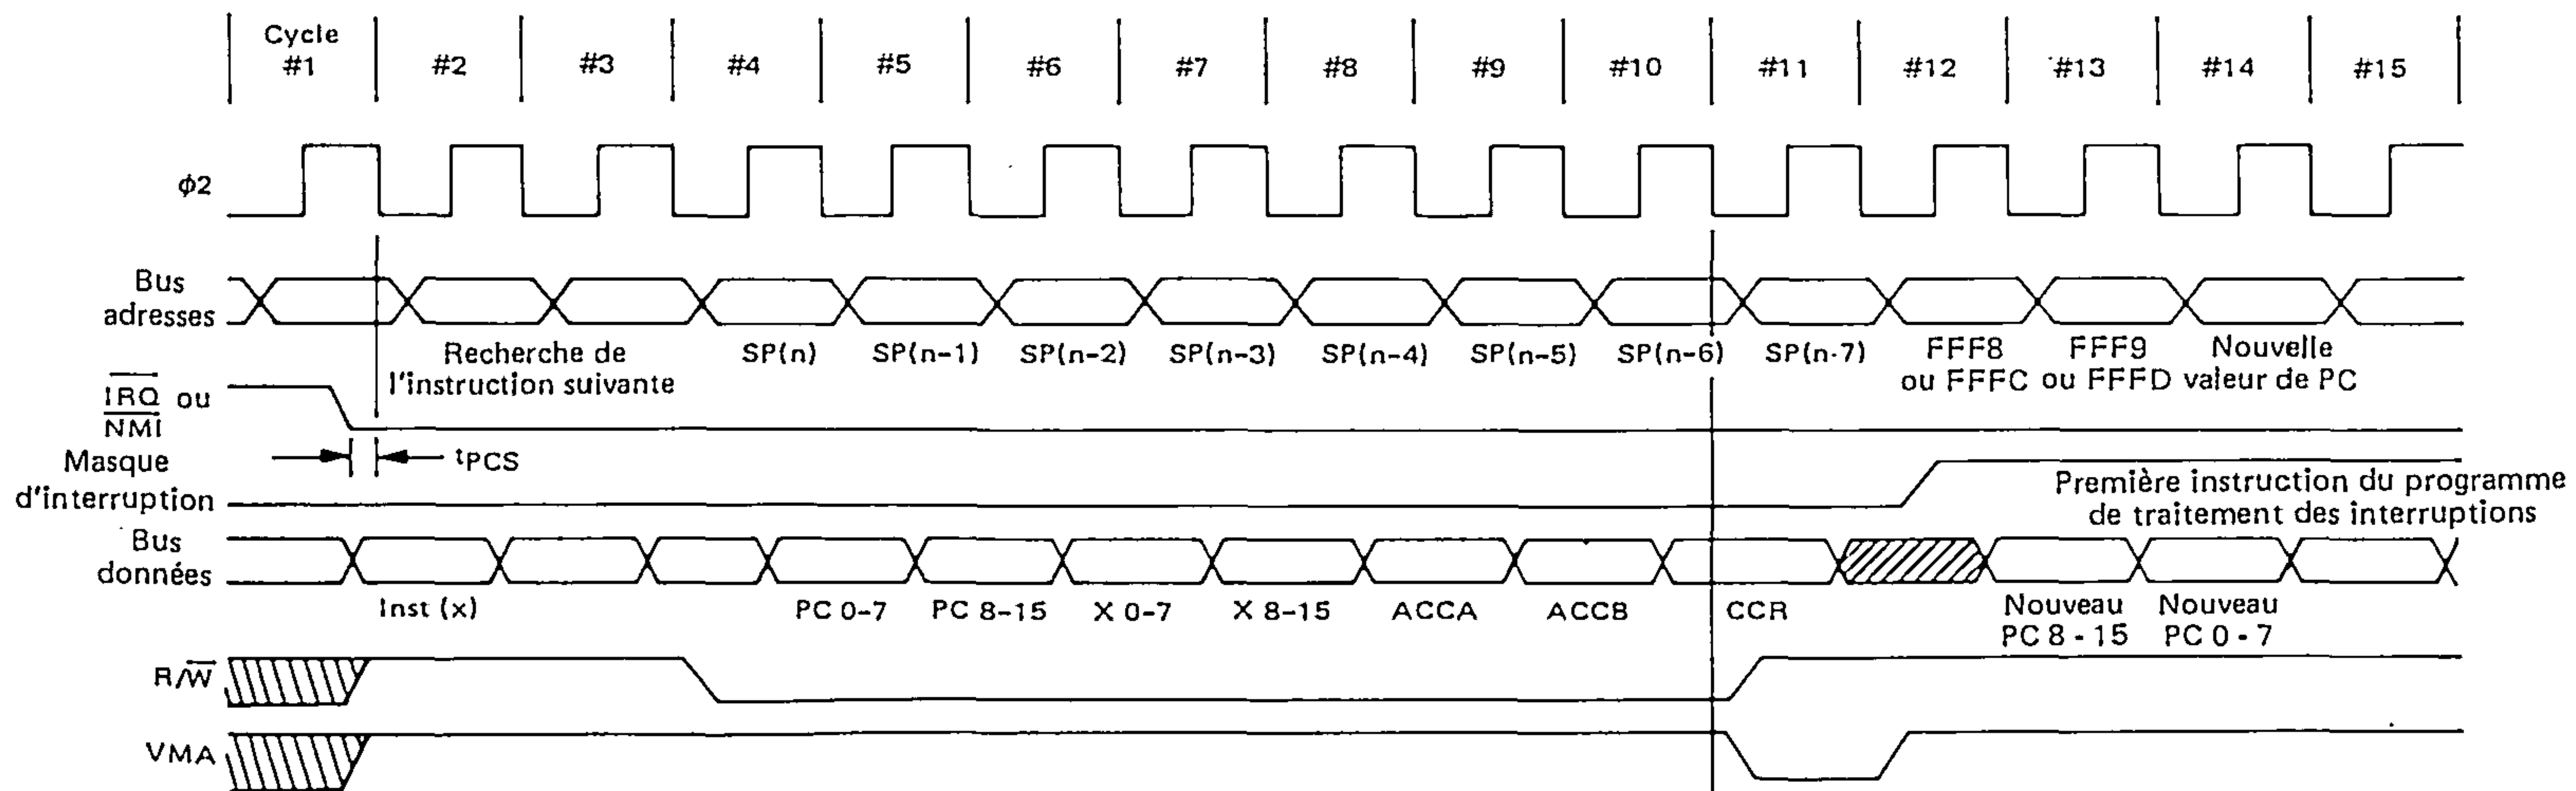 Cycle
#1 #2 #3 #4 #5 #6 #7 #8 #9 #10 #11 #12 #13 #14 #15
ϕ2
Bus
adresses
Recherche de
l'instruction suivante
SP(n) SP(n-1) SP(n-2) SP(n-3) SP(n-4) SP(n-5) SP(n-6) SP(n-7)
FFF8 FFF9 Nouvelle
ou FFFC ou FFFD valeur de PC
IRQ ou
NMI
Masque
d'interruption
tPCS
Première instruction du programme
de traitement des interruptions
Bus
données
Inst (x) PC 0-7 PC 8-15 X 0-7 X 8-15 ACCA ACCB CCR
Nouveau Nouveau
PC 8-15 PC 0-7
R/W
VMA